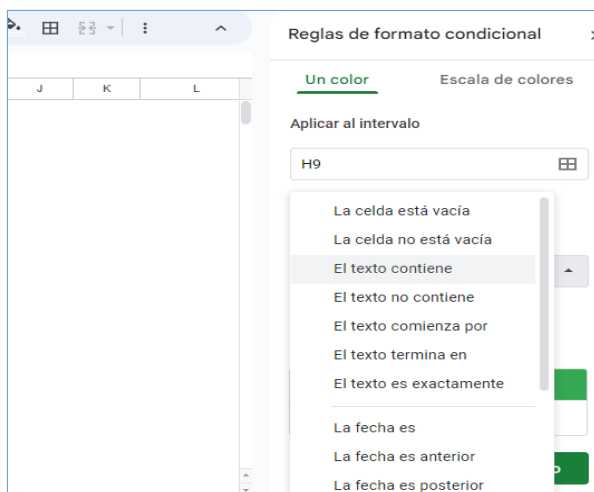 Reglas de formato condicional
Un color Escala de colores
J K L
Aplicar al intervalo
H9
La celda está vacía
La celda no está vacía
El texto contiene
El texto no contiene
El texto comienza por
El texto termina en
El texto es exactamente
La fecha es
La fecha es anterior
La fecha es posterior